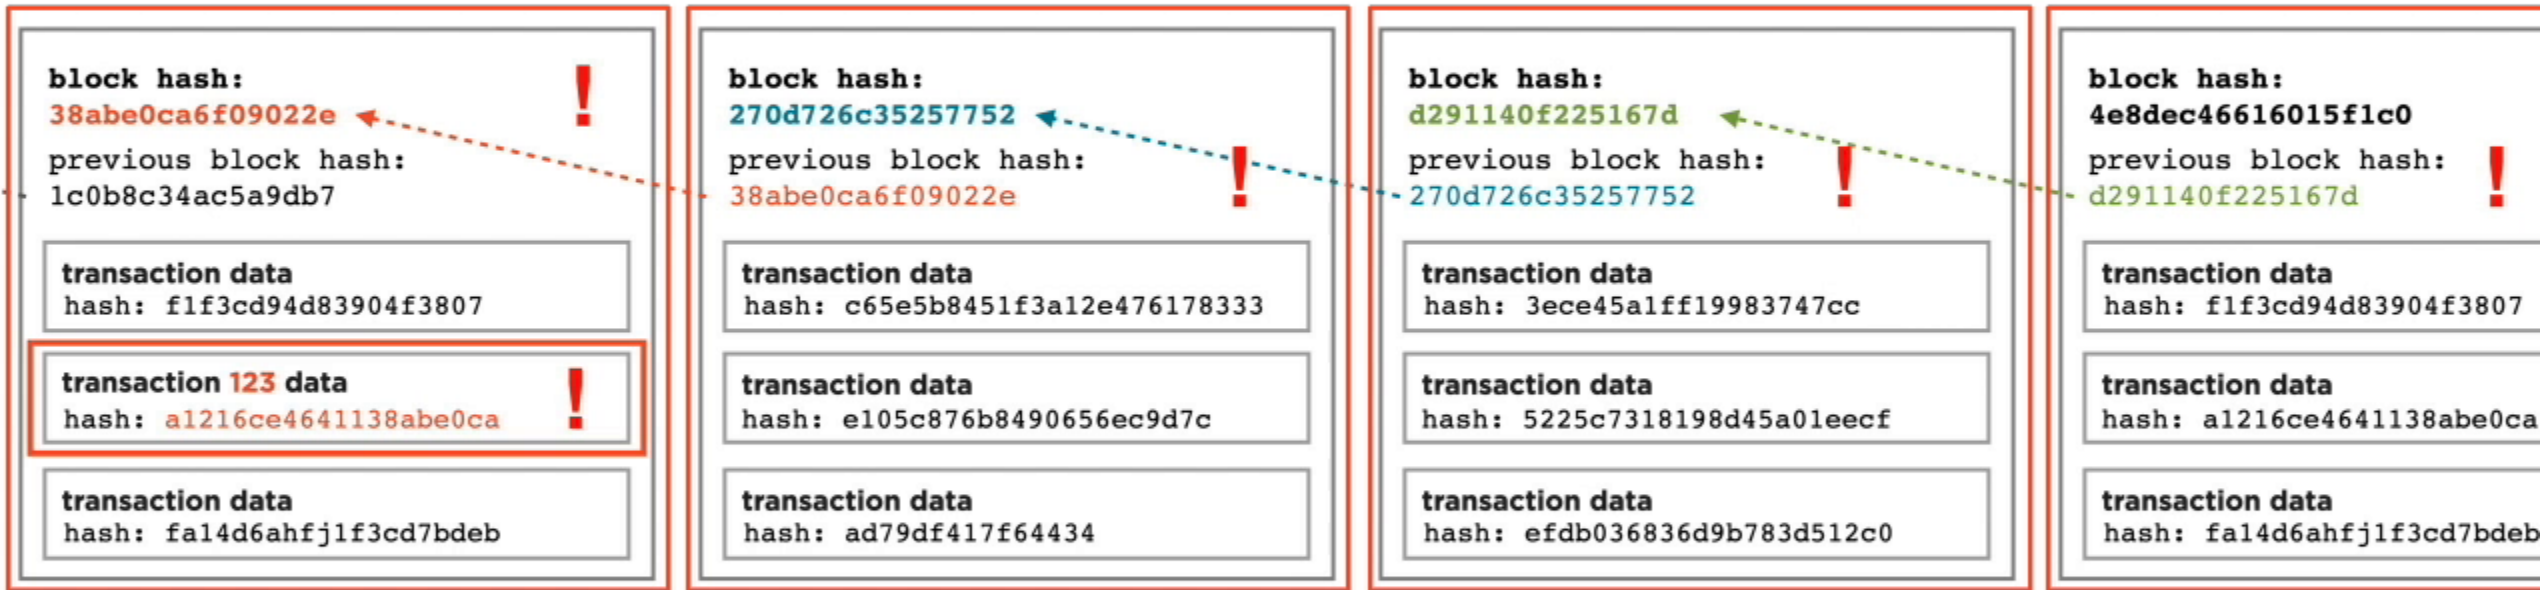 block hash:
38abe0ca6f09022e
previous block hash:
1c0b8c34ac5a9db7
transaction data
hash: f1f3cd94d83904f3807
transaction 123 data
hash: a1216ce4641138abe0ca
transaction data
hash: fa14d6ahfj1f3cd7bdeb
!
!
block hash:
270d726c35257752
previous block hash:
38abe0ca6f09022e
transaction data
hash: c65e5b8451f3a12e476178333
transaction data
hash: e105c876b8490656ec9d7c
transaction data
hash: ad79df417f64434
!
block hash:
d291140f225167d
previous block hash:
270d726c35257752
transaction data
hash: 3ece45a1ff19983747cc
transaction data
hash: 5225c7318198d45a01eecf
transaction data
hash: efdb036836d9b783d512c0
!
block hash:
4e8dec46616015f1c0
previous block hash:
d291140f225167d
transaction data
hash: f1f3cd94d83904f3807
transaction data
hash: a1216ce4641138abe0ca
transaction data
hash: fa14d6ahfj1f3cd7bdeb
!